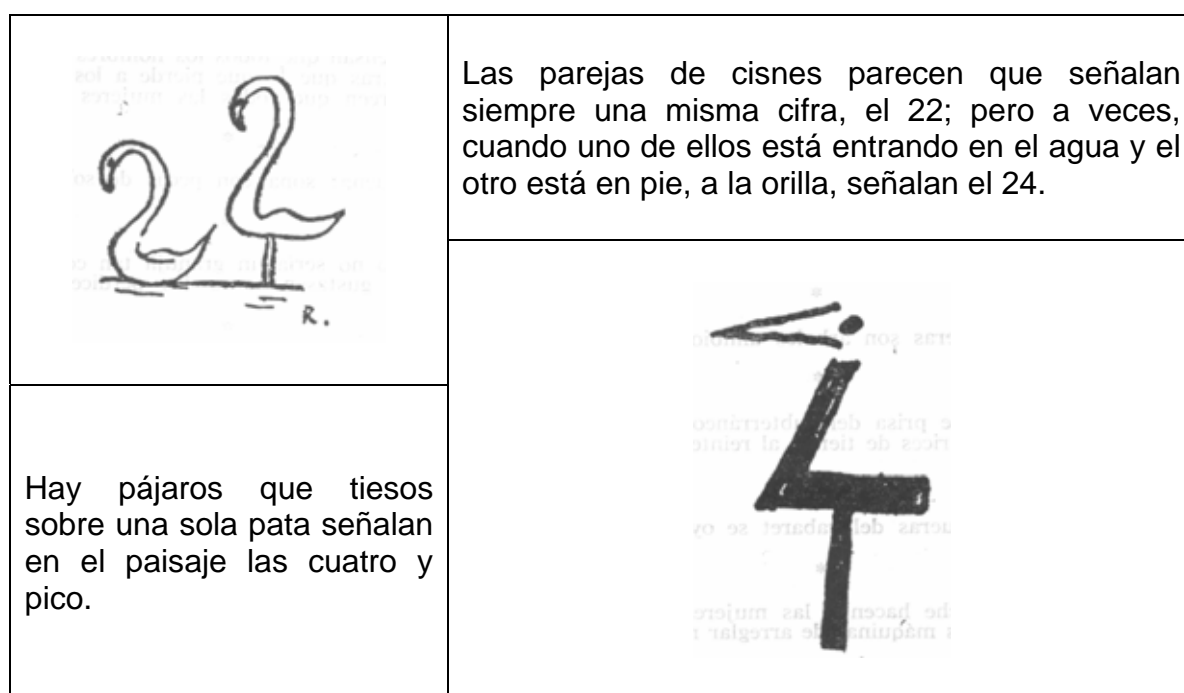 Las parejas de cisnes parecen que señalan
siempre una misma cifra, el 22; pero a veces,
cuando uno de ellos está entrando en el agua y el
otro está en pie, a la orilla, señalan el 24.
R.
Hay pájaros que tiesos
sobre una sola pata señalan
en el paisaje las cuatro y
pico.
4